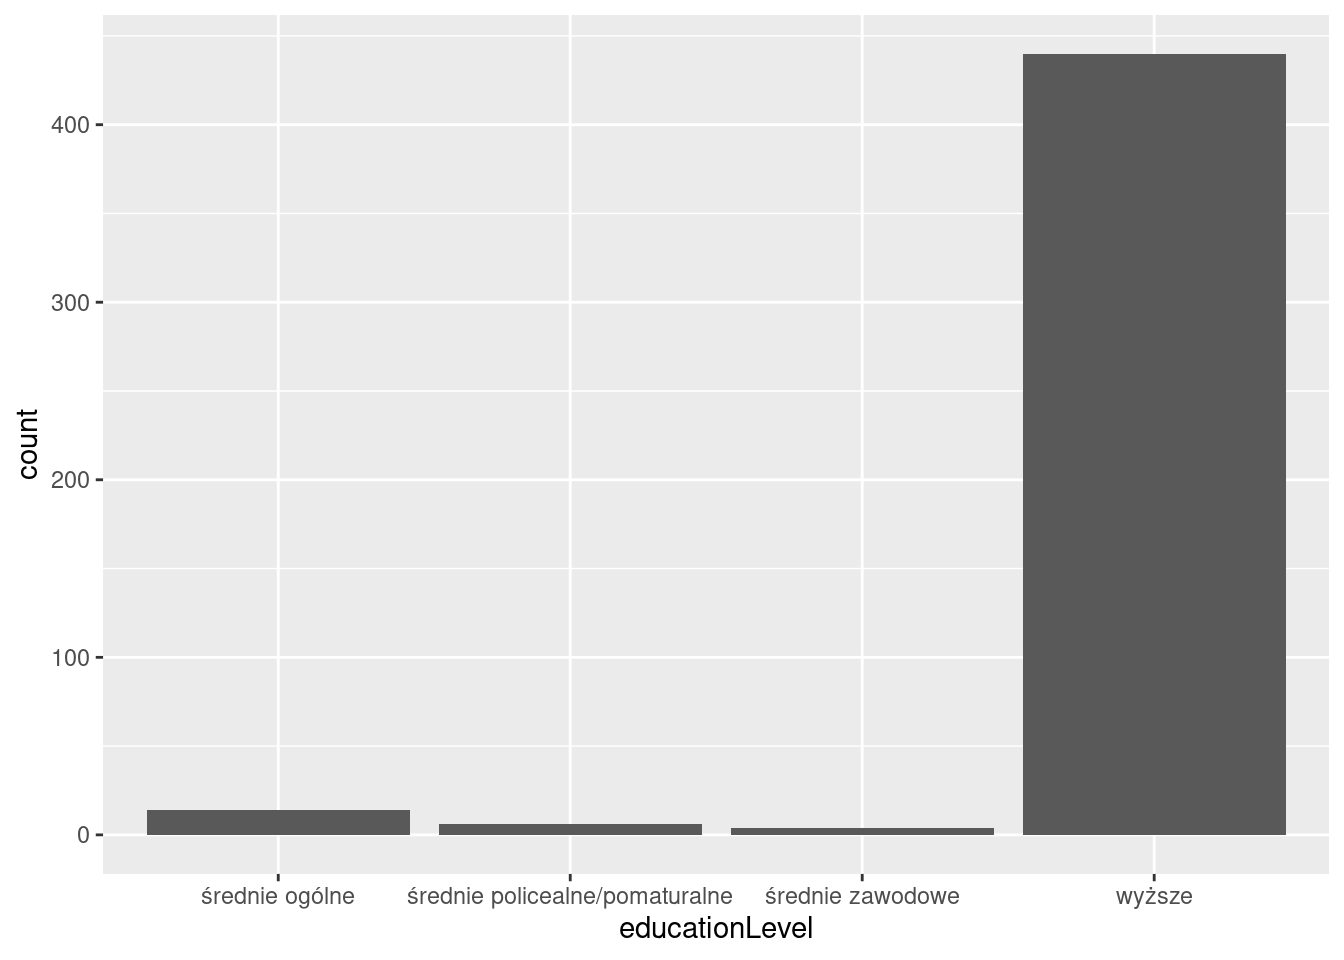 400
300
200
100
0
count
średnie ogólne
średnie policealne/pomaturalne
średnie zawodowe
wyższe
educationLevel